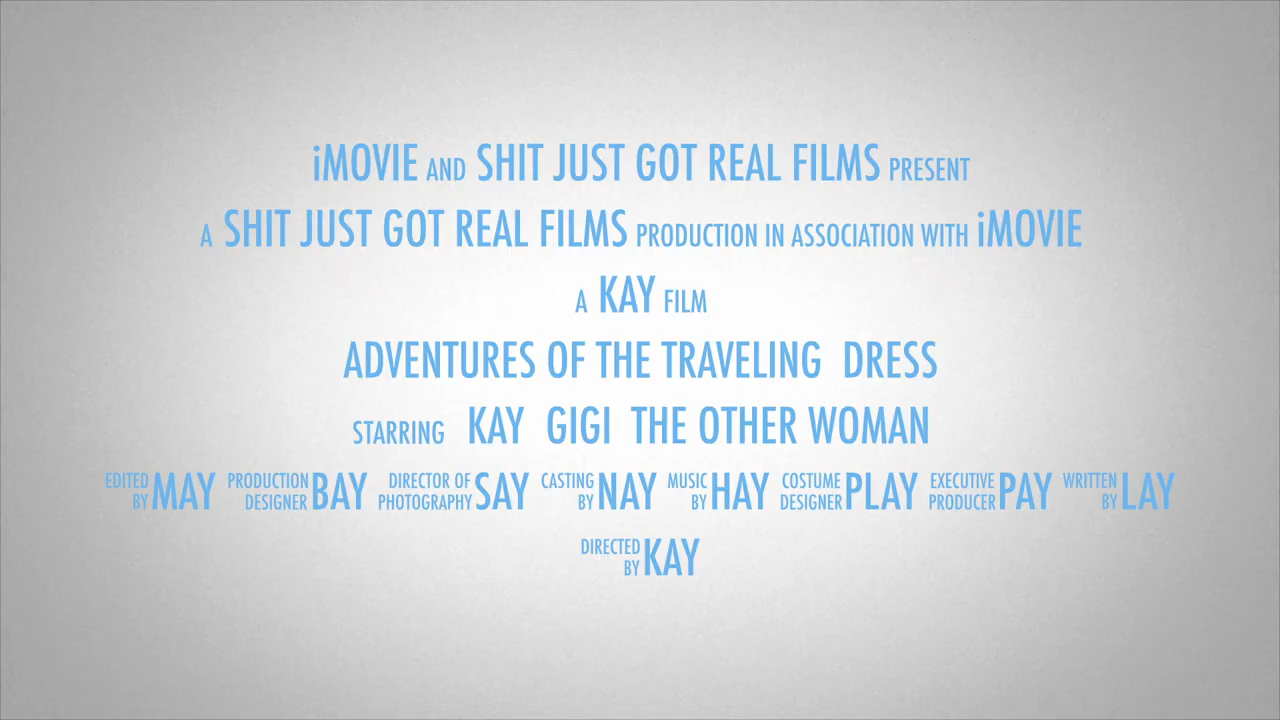 iMOVIE AND SHIT JUST GOT REAL FILMS PRESENT
A SHIT JUST GOT REAL FILMS PRODUCTION IN ASSOCIATION WITH iMOVIE
A KAY FILM
ADVENTURES OF THE TRAVELING DRESS
STARRING KAY GIGI THE OTHER WOMAN
EDITED BY MAY PRODUCTION DESIGNER BAY DIRECTOR OF PHOTOGRAPHY SAY CASTING BY NAY MUSIC BY HAY COSTUME DESIGNER PLAY EXECUTIVE PRODUCER PAY WRITTEN BY LAY
DIRECTED BY KAY